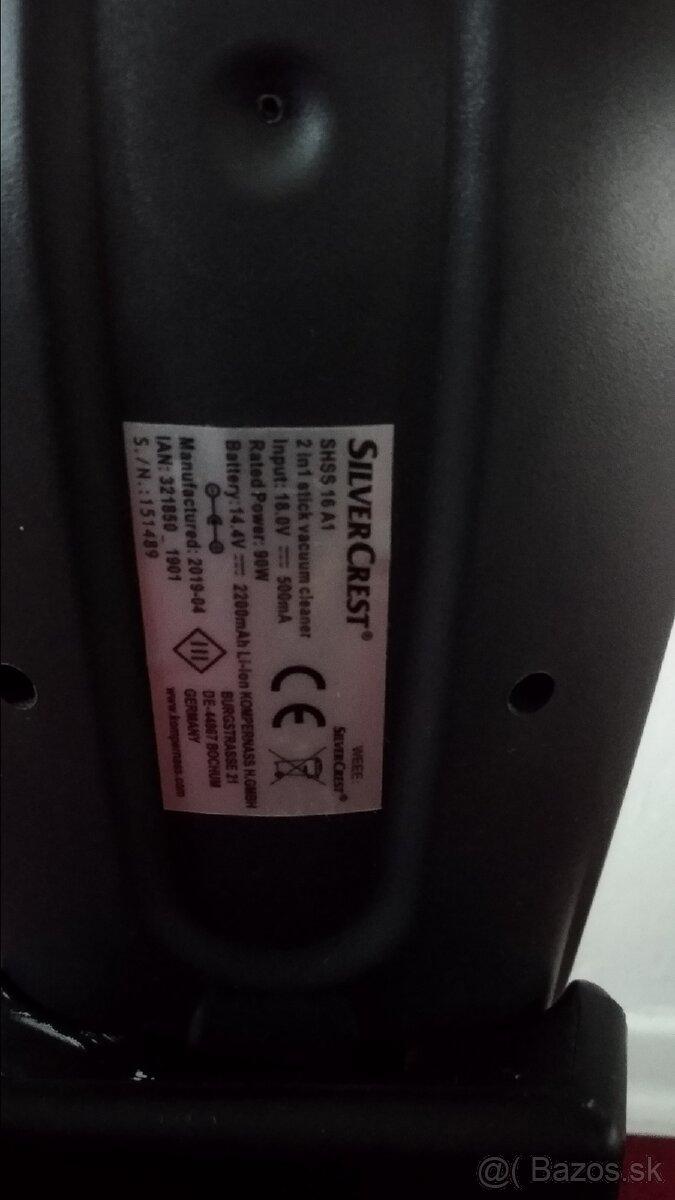 SILVERCREST®
SHSS 16 A1
2 in1 stick vacuum cleaner
Input: 18.0V ⎓ 500mA
Rated Power: 90W
Battery: 14.4V ⎓ 2200mAh Li-Ion
Manufactured: 2019-04
IAN: 321850_1901
S./N.:151489
CE
WEEE:
SILVERCREST®
KOMPERNASS H.GMBH
BURGSTRASSE 21
DE-44867 BOCHUM
GERMANY
www.kompernass.com
@( Bazos.sk